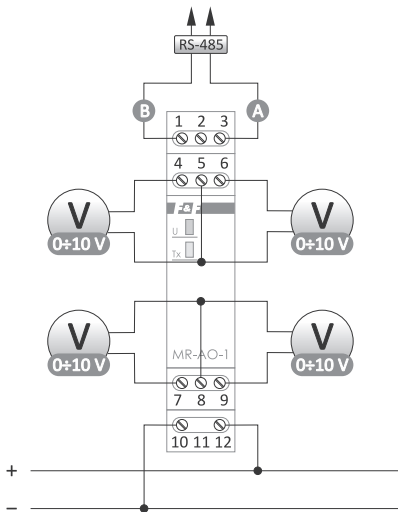 RS-485
B A
1 2 3
4 5 6
F&F
V V
U
0÷10 V 0÷10 V
Tx
V V
MR-AO-1
0÷10 V 0÷10 V
7 8 9
10 11 12
+
−